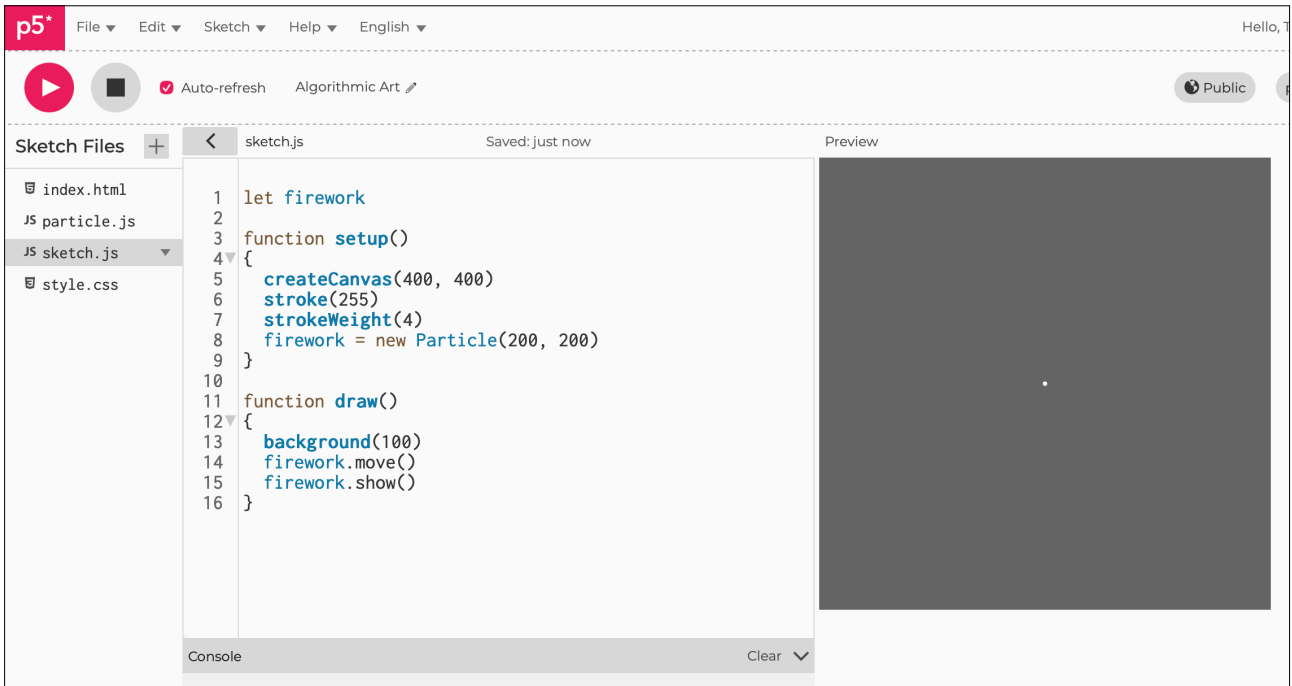 p5* File Edit Sketch Help English Hello,
Auto-refresh Algorithmic Art Public
Sketch Files + sketch.js Saved: just now Preview
index.html
JS particle.js
JS sketch.js
style.css
1 let firework
2
3 function setup()
4 {
5 createCanvas(400, 400)
6 stroke(255)
7 strokeWeight(4)
8 firework = new Particle(200, 200)
9 }
10
11 function draw()
12 {
13 background(100)
14 firework.move()
15 firework.show()
16 }
Console Clear